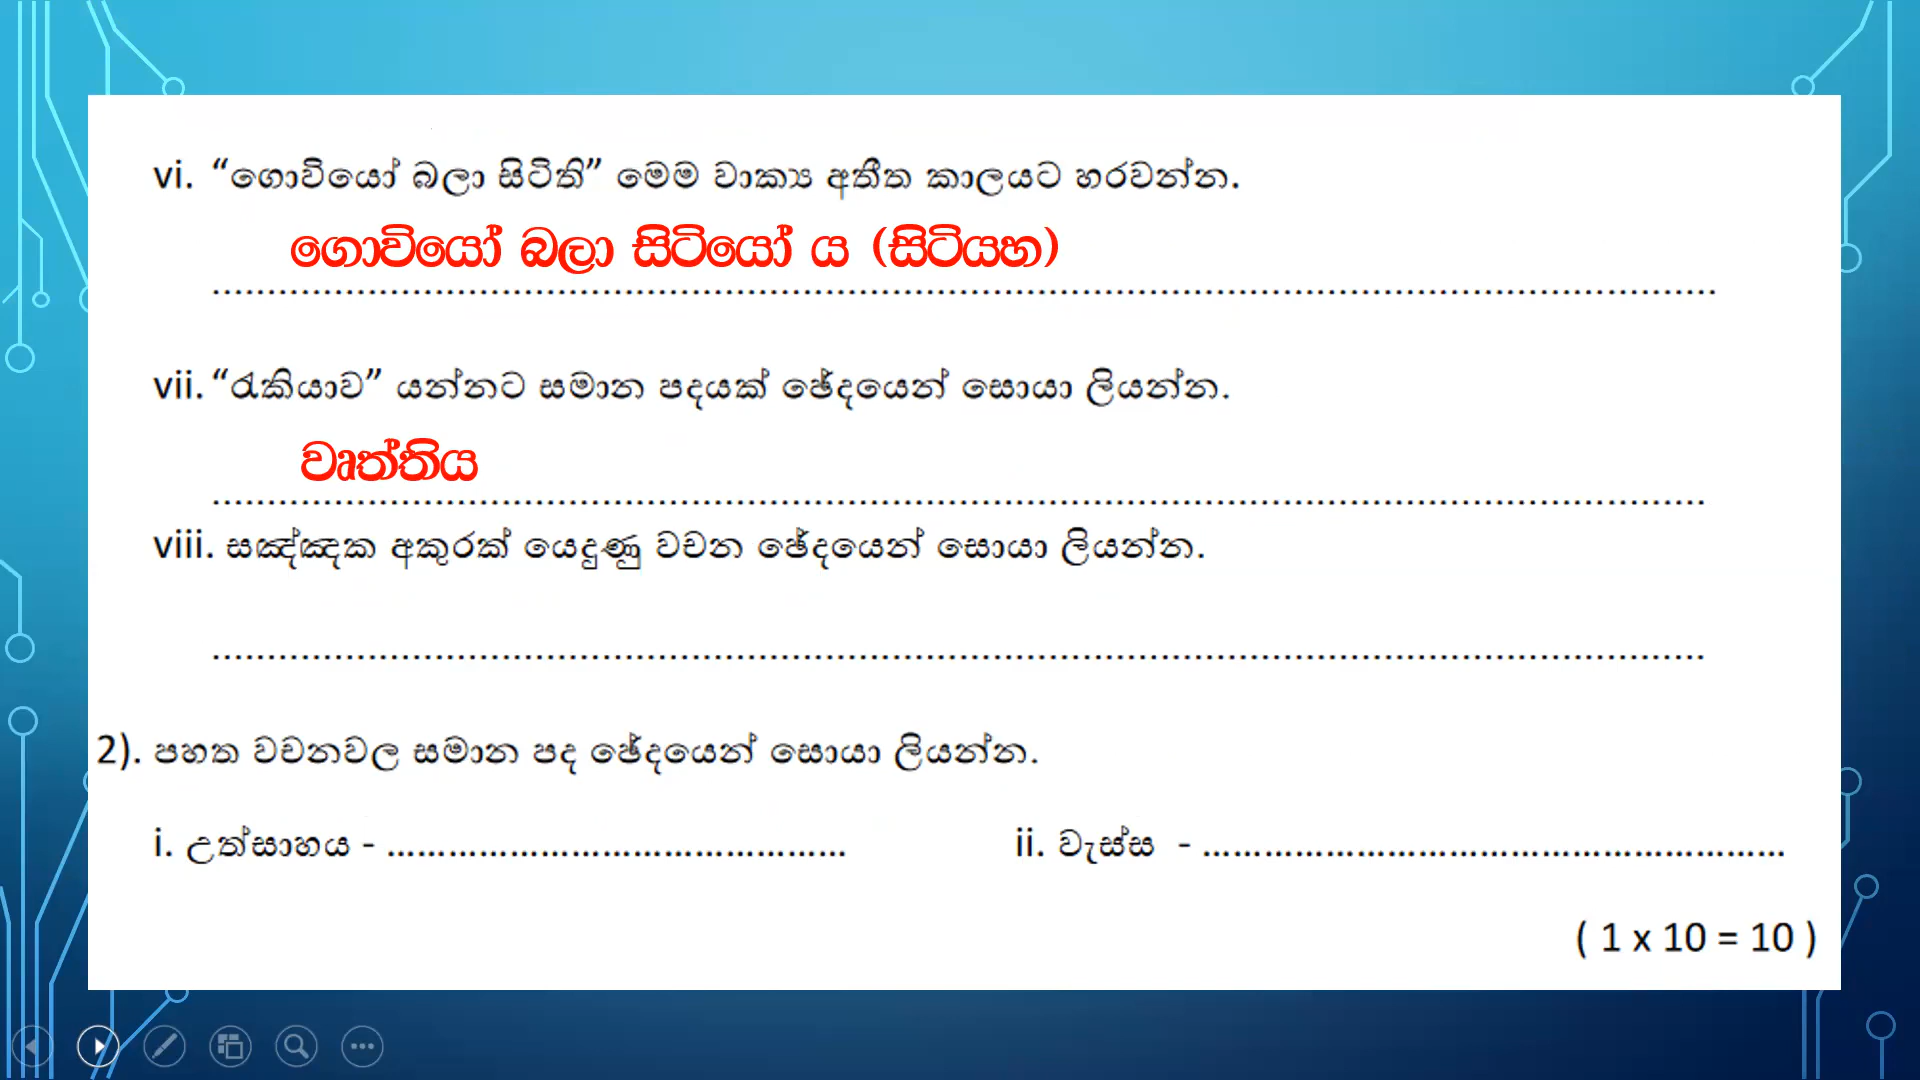 vi. “ගොවියෝ බලා සිටිති” මෙම වාක්‍ය අතීත කාලයට හරවන්න.
ගොවියෝ බලා සිටියෝ ය (සිටියහ)
........................................................................................................
vii. “රැකියාව” යන්නට සමාන පදයක් ඡේදයෙන් සොයා ලියන්න.
වෘත්තිය
........................................................................................................
viii. සඤ්ඤක අකුරක් යෙදුණු වචන ඡේදයෙන් සොයා ලියන්න.
........................................................................................................
2). පහත වචනවල සමාන පද ඡේදයෙන් සොයා ලියන්න.
i. උත්සාහය - ............................................. ii. වැස්ස - .........................................................
( 1 x 10 = 10 )